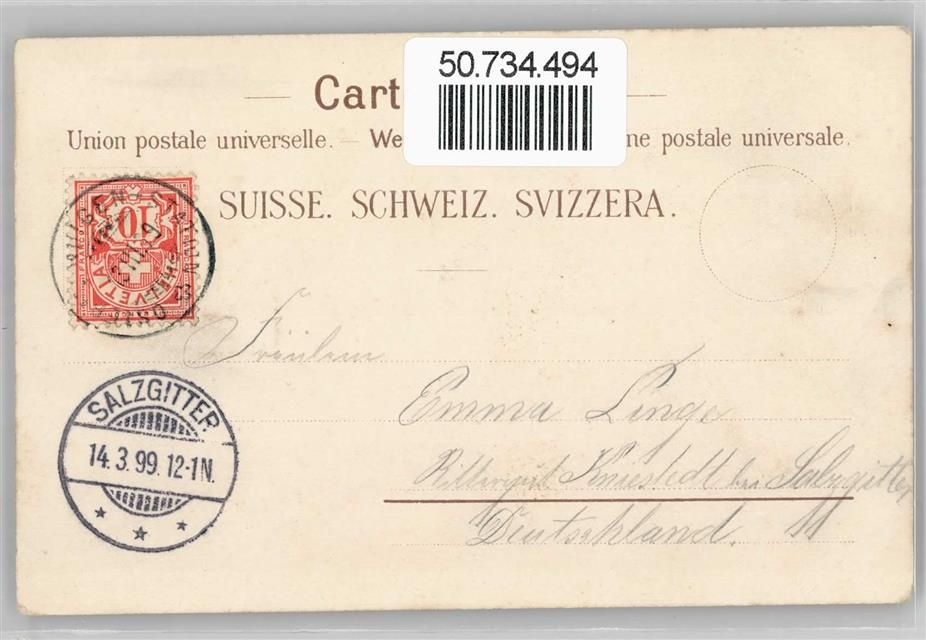 50.734.494
Cart
Union postale universelle. — We ne postale universale.
SUISSE. SCHWEIZ. SVIZZERA.
10
HELVETIA
SALZGITTER
14.3.99.12-1N.
Fräulein
Emma Linge
Rittergut Kniestedt bei Salzgitter
Deutschland.